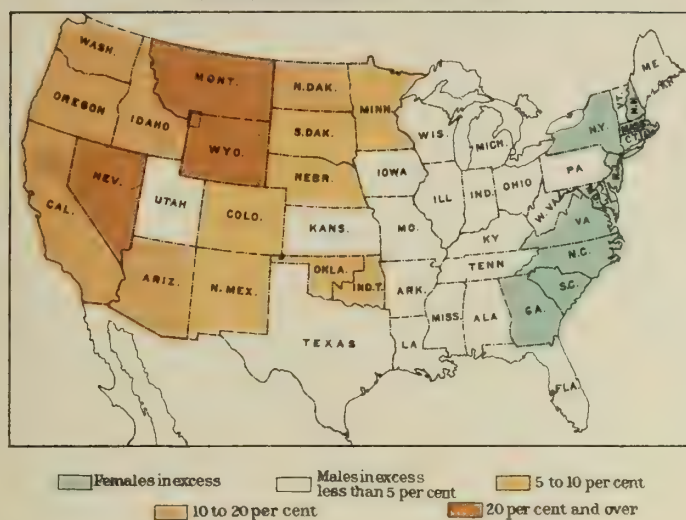 WASH.
MONT.
N.DAK.
MINN.
ME
VT.
N.H.
OREGON
IDAHO
S.DAK.
WIS.
MICH.
N.Y.
MASS
WYO.
NEBR.
IOWA
PA
NEV.
UTAH
COLO.
ILL
IND.
OHIO
CAL.
KANS.
MO.
W.VA
VA
KY
N.C.
ARIZ.
N.MEX.
OKLA.
IND.T.
ARK.
TENN
S.C.
TEXAS
LA
MISS.
ALA
GA.
FLA.
Females in excess
Males in excess
less than 5 per cent
5 to 10 per cent
10 to 20 per cent
20 per cent and over